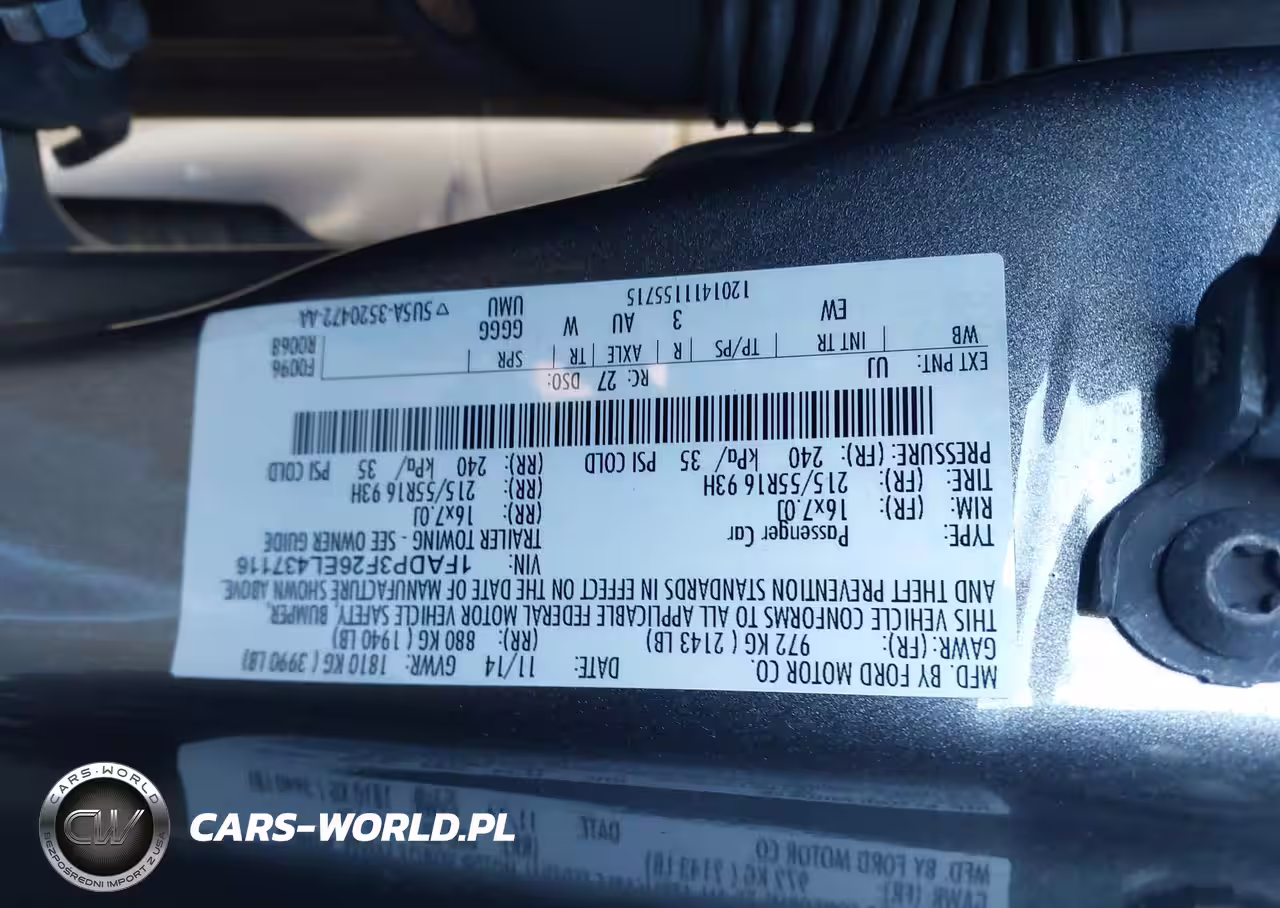 MFD. BY FORD MOTOR CO. DATE: 11/14 GVWR: 1810 KG ( 3990 LB)
GAWR: (FR): 972 KG ( 2143 LB) (RR): 880 KG ( 1940 LB)
THIS VEHICLE CONFORMS TO ALL APPLICABLE FEDERAL MOTOR VEHICLE SAFETY, BUMPER,
AND THEFT PREVENTION STANDARDS IN EFFECT ON THE DATE OF MANUFACTURE SHOWN ABOVE.
VIN: 1FADP3F26EL437116
TYPE: Passenger Car TRAILER TOWING - SEE OWNER GUIDE
RIM: (FR): 16x7.0J (RR): 16x7.0J
TIRE: (FR): 215/55R16 93H (RR): 215/55R16 93H
PRESSURE: (FR): 240 kPa/ 35 PSI COLD (RR): 240 kPa/ 35 PSI COLD
RC: 27 DSO:
EXT PNT: UJ F0096
WB INT TR TP/PS R AXLE TR SPR R0068
EW 3 AU W GGGG
UMU
1201411155715 ▽ 5U5A-3520472-AA
CARS-WORLD
CW
BEZPOŚREDNI IMPORT Z USA
CARS-WORLD.PL